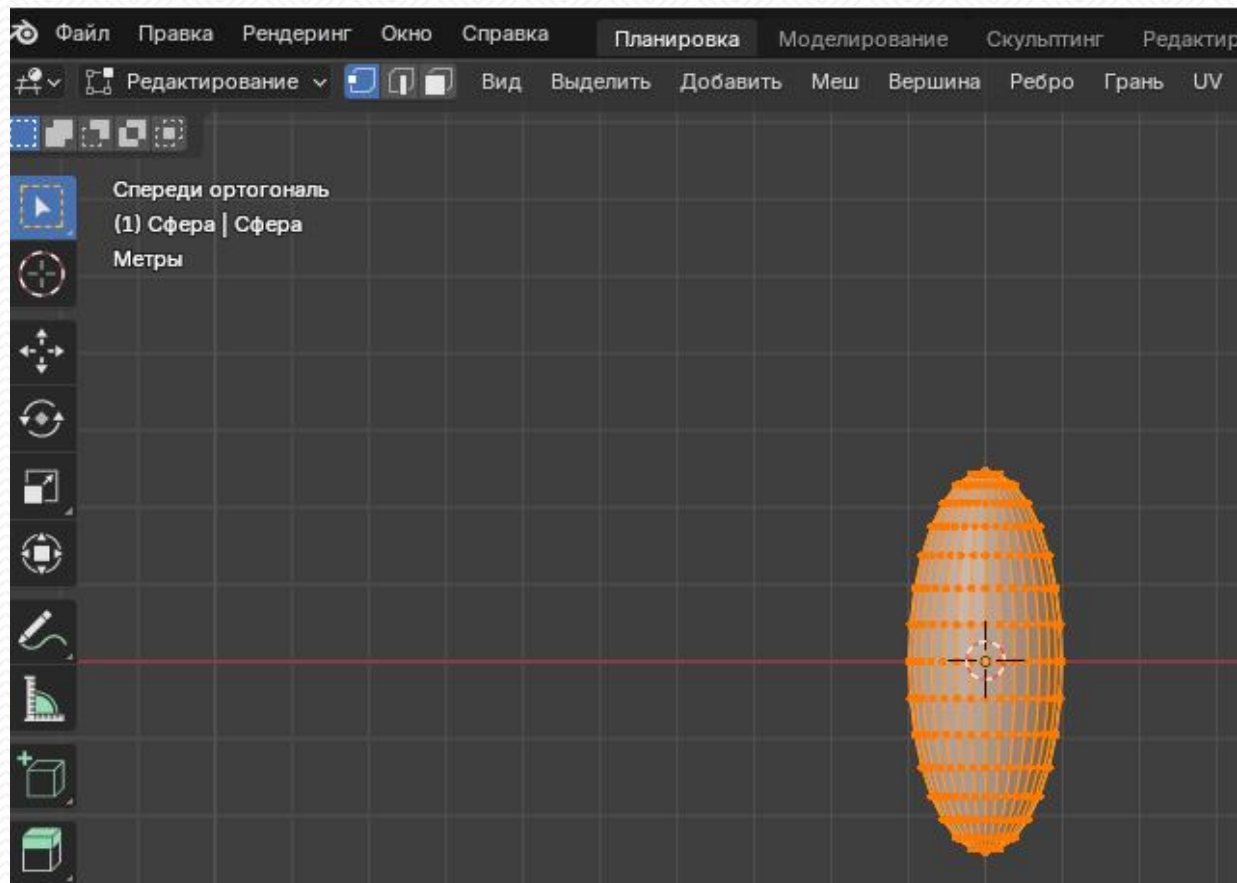 Файл Правка Рендеринг Окно Справка Планировка Моделирование Скульптинг Редактир
Редактирование Вид Выделить Добавить Меш Вершина Ребро Грань UV
Спереди ортогональ
(1) Сфера | Сфера
Метры